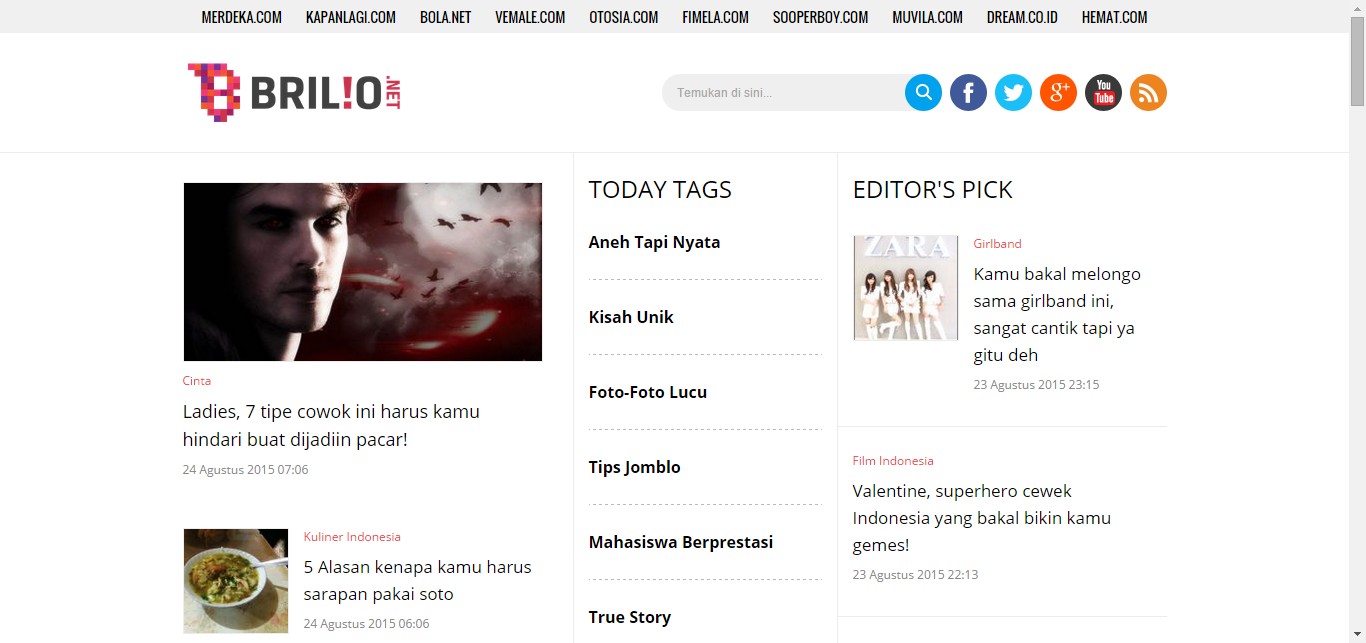 MERDEKA.COM KAPANLAGI.COM BOLA.NET VEMALE.COM OTOSIA.COM FIMELA.COM SOOPERBOY.COM MUVILA.COM DREAM.CO.ID HEMAT.COM
BRIL!O.NET
Temukan di sini...
You
Tube
Cinta
Ladies, 7 tipe cowok ini harus kamu
hindari buat dijadiin pacar!
24 Agustus 2015 07:06
Kuliner Indonesia
5 Alasan kenapa kamu harus
sarapan pakai soto
24 Agustus 2015 06:06
TODAY TAGS
Aneh Tapi Nyata
Kisah Unik
Foto-Foto Lucu
Tips Jomblo
Mahasiswa Berprestasi
True Story
EDITOR'S PICK
ZARA
Girlband
Kamu bakal melongo
sama girlband ini,
sangat cantik tapi ya
gitu deh
23 Agustus 2015 23:15
Film Indonesia
Valentine, superhero cewek
Indonesia yang bakal bikin kamu
gemes!
23 Agustus 2015 22:13